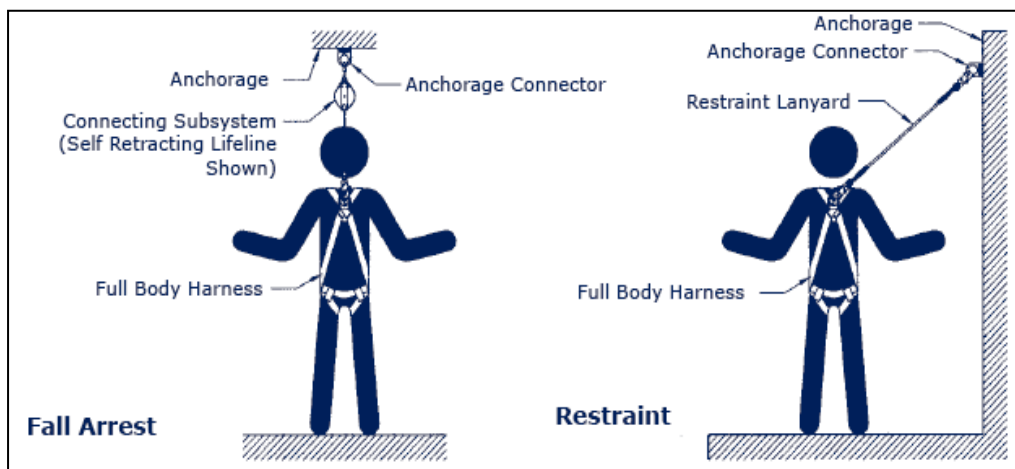 Anchorage
Anchorage Connector
Connecting Subsystem
(Self Retracting Lifeline
Shown)
Full Body Harness
Fall Arrest
Anchorage
Anchorage Connector
Restraint Lanyard
Full Body Harness
Restraint